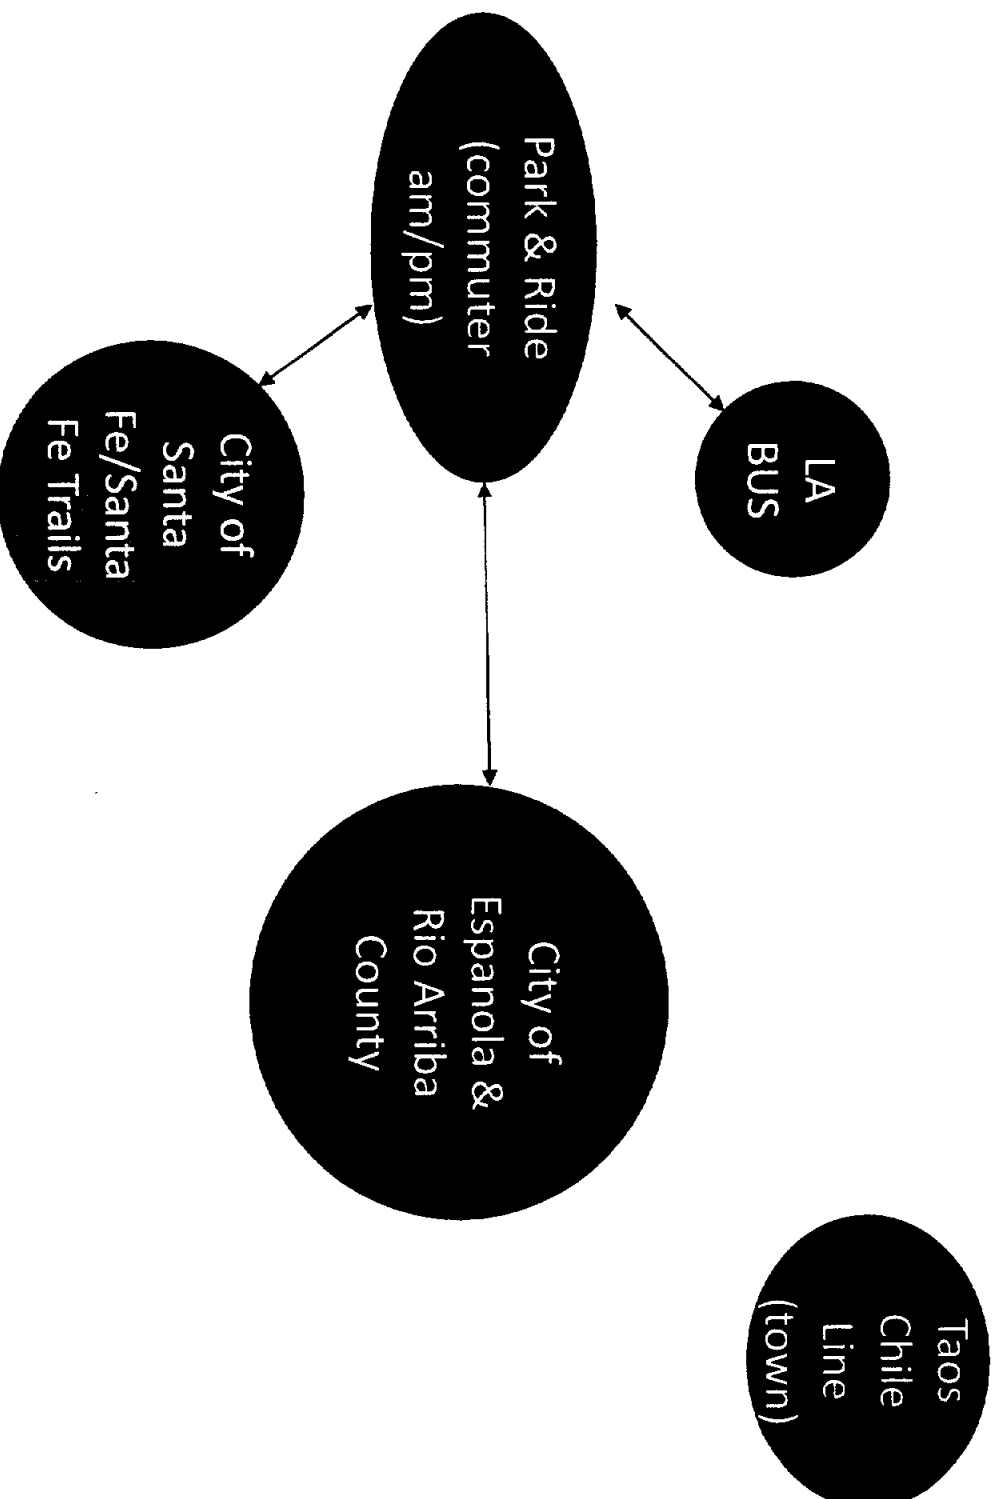 LA
BUS
Park & Ride
(commuter
am/pm)
City of
Santa
Fe/Santa
Fe Trails
City of
Espanola &
Rio Arriba
County
Taos
Chile
Line
(town)